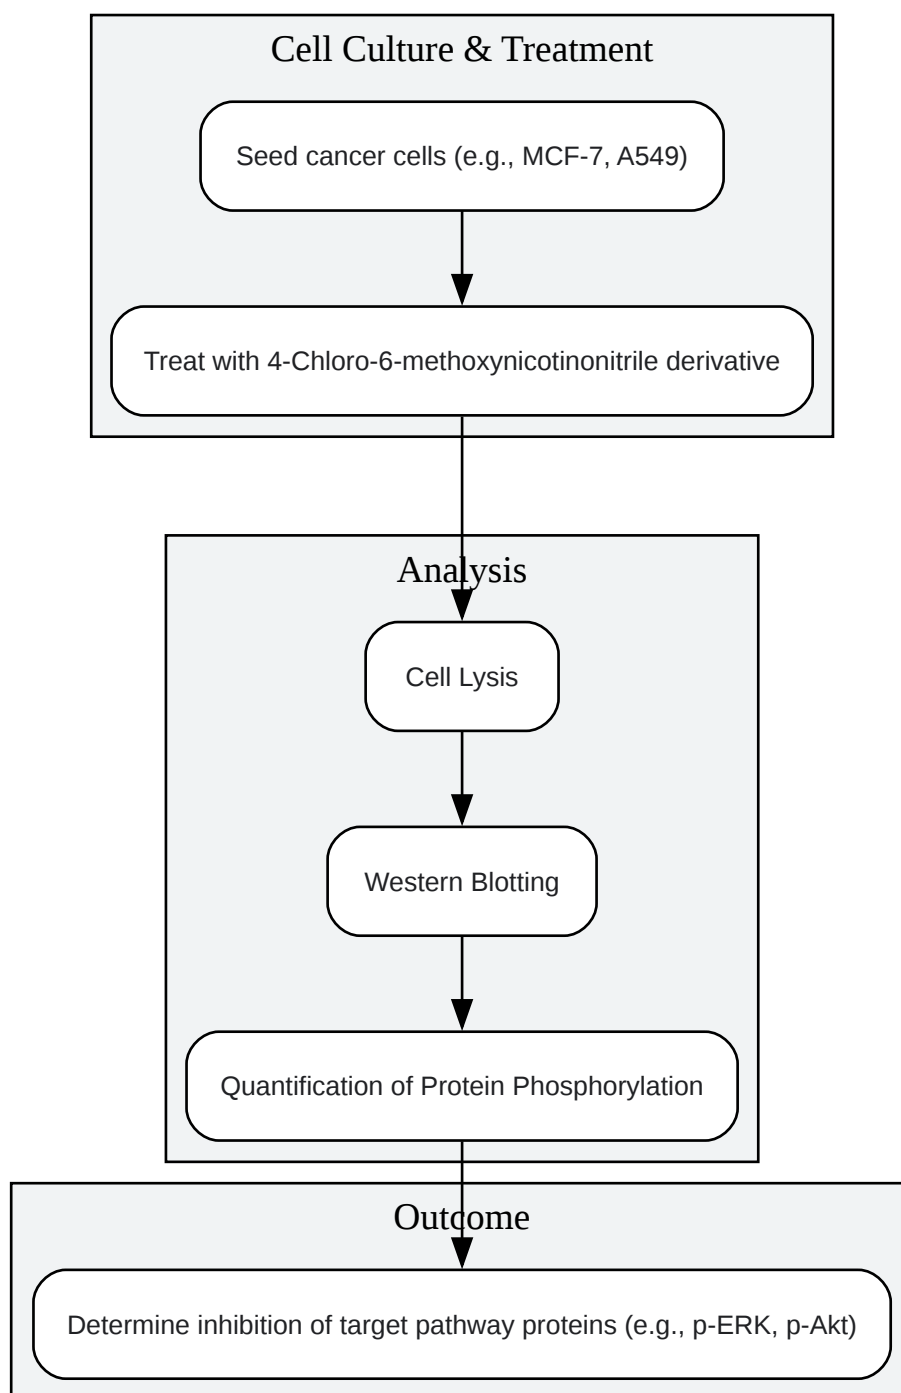 Cell Culture & Treatment
Seed cancer cells (e.g., MCF-7, A549)
Treat with 4-Chloro-6-methoxynicotinonitrile derivative
Analysis
Cell Lysis
Western Blotting
Quantification of Protein Phosphorylation
Outcome
Determine inhibition of target pathway proteins (e.g., p-ERK, p-Akt)